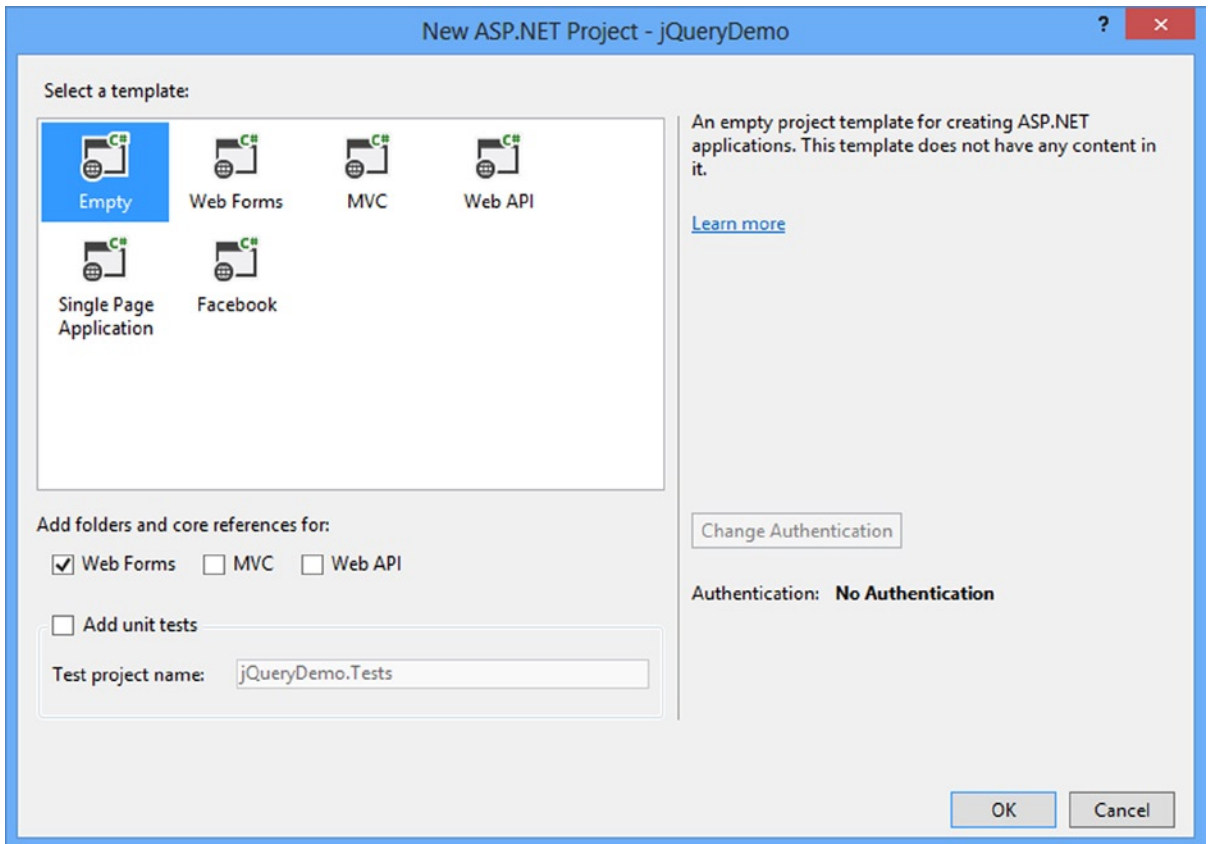 New ASP.NET Project - jQueryDemo
?
Select a template:
C#
C#
C#
C#
Empty
Web Forms
MVC
Web API
C#
C#
Single Page
Application
Facebook
An empty project template for creating ASP.NET
applications. This template does not have any content in
it.
Learn more
Add folders and core references for:
Web Forms
MVC
Web API
Add unit tests
Test project name:
jQueryDemo.Tests
Change Authentication
Authentication: No Authentication
OK
Cancel